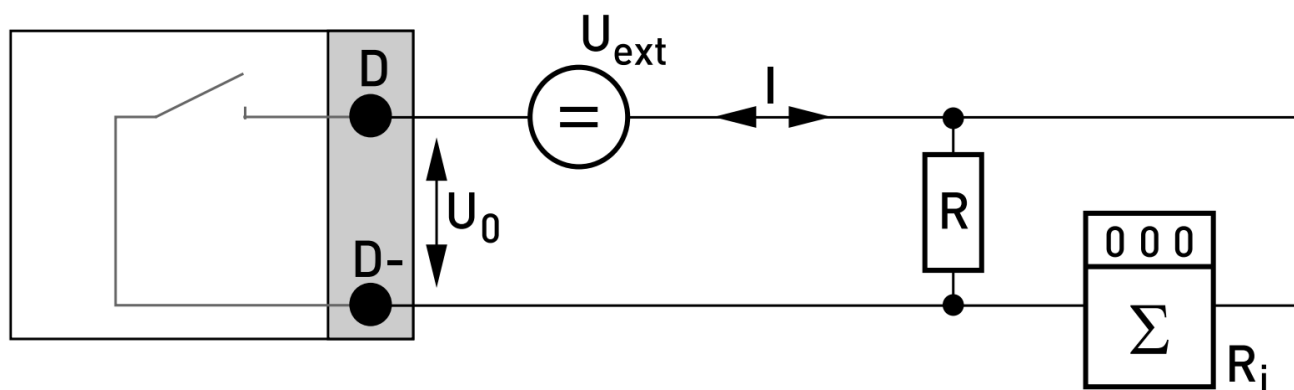 U_ext
D
=
I
U_0
R
D-
0 0 0
Σ
R_i